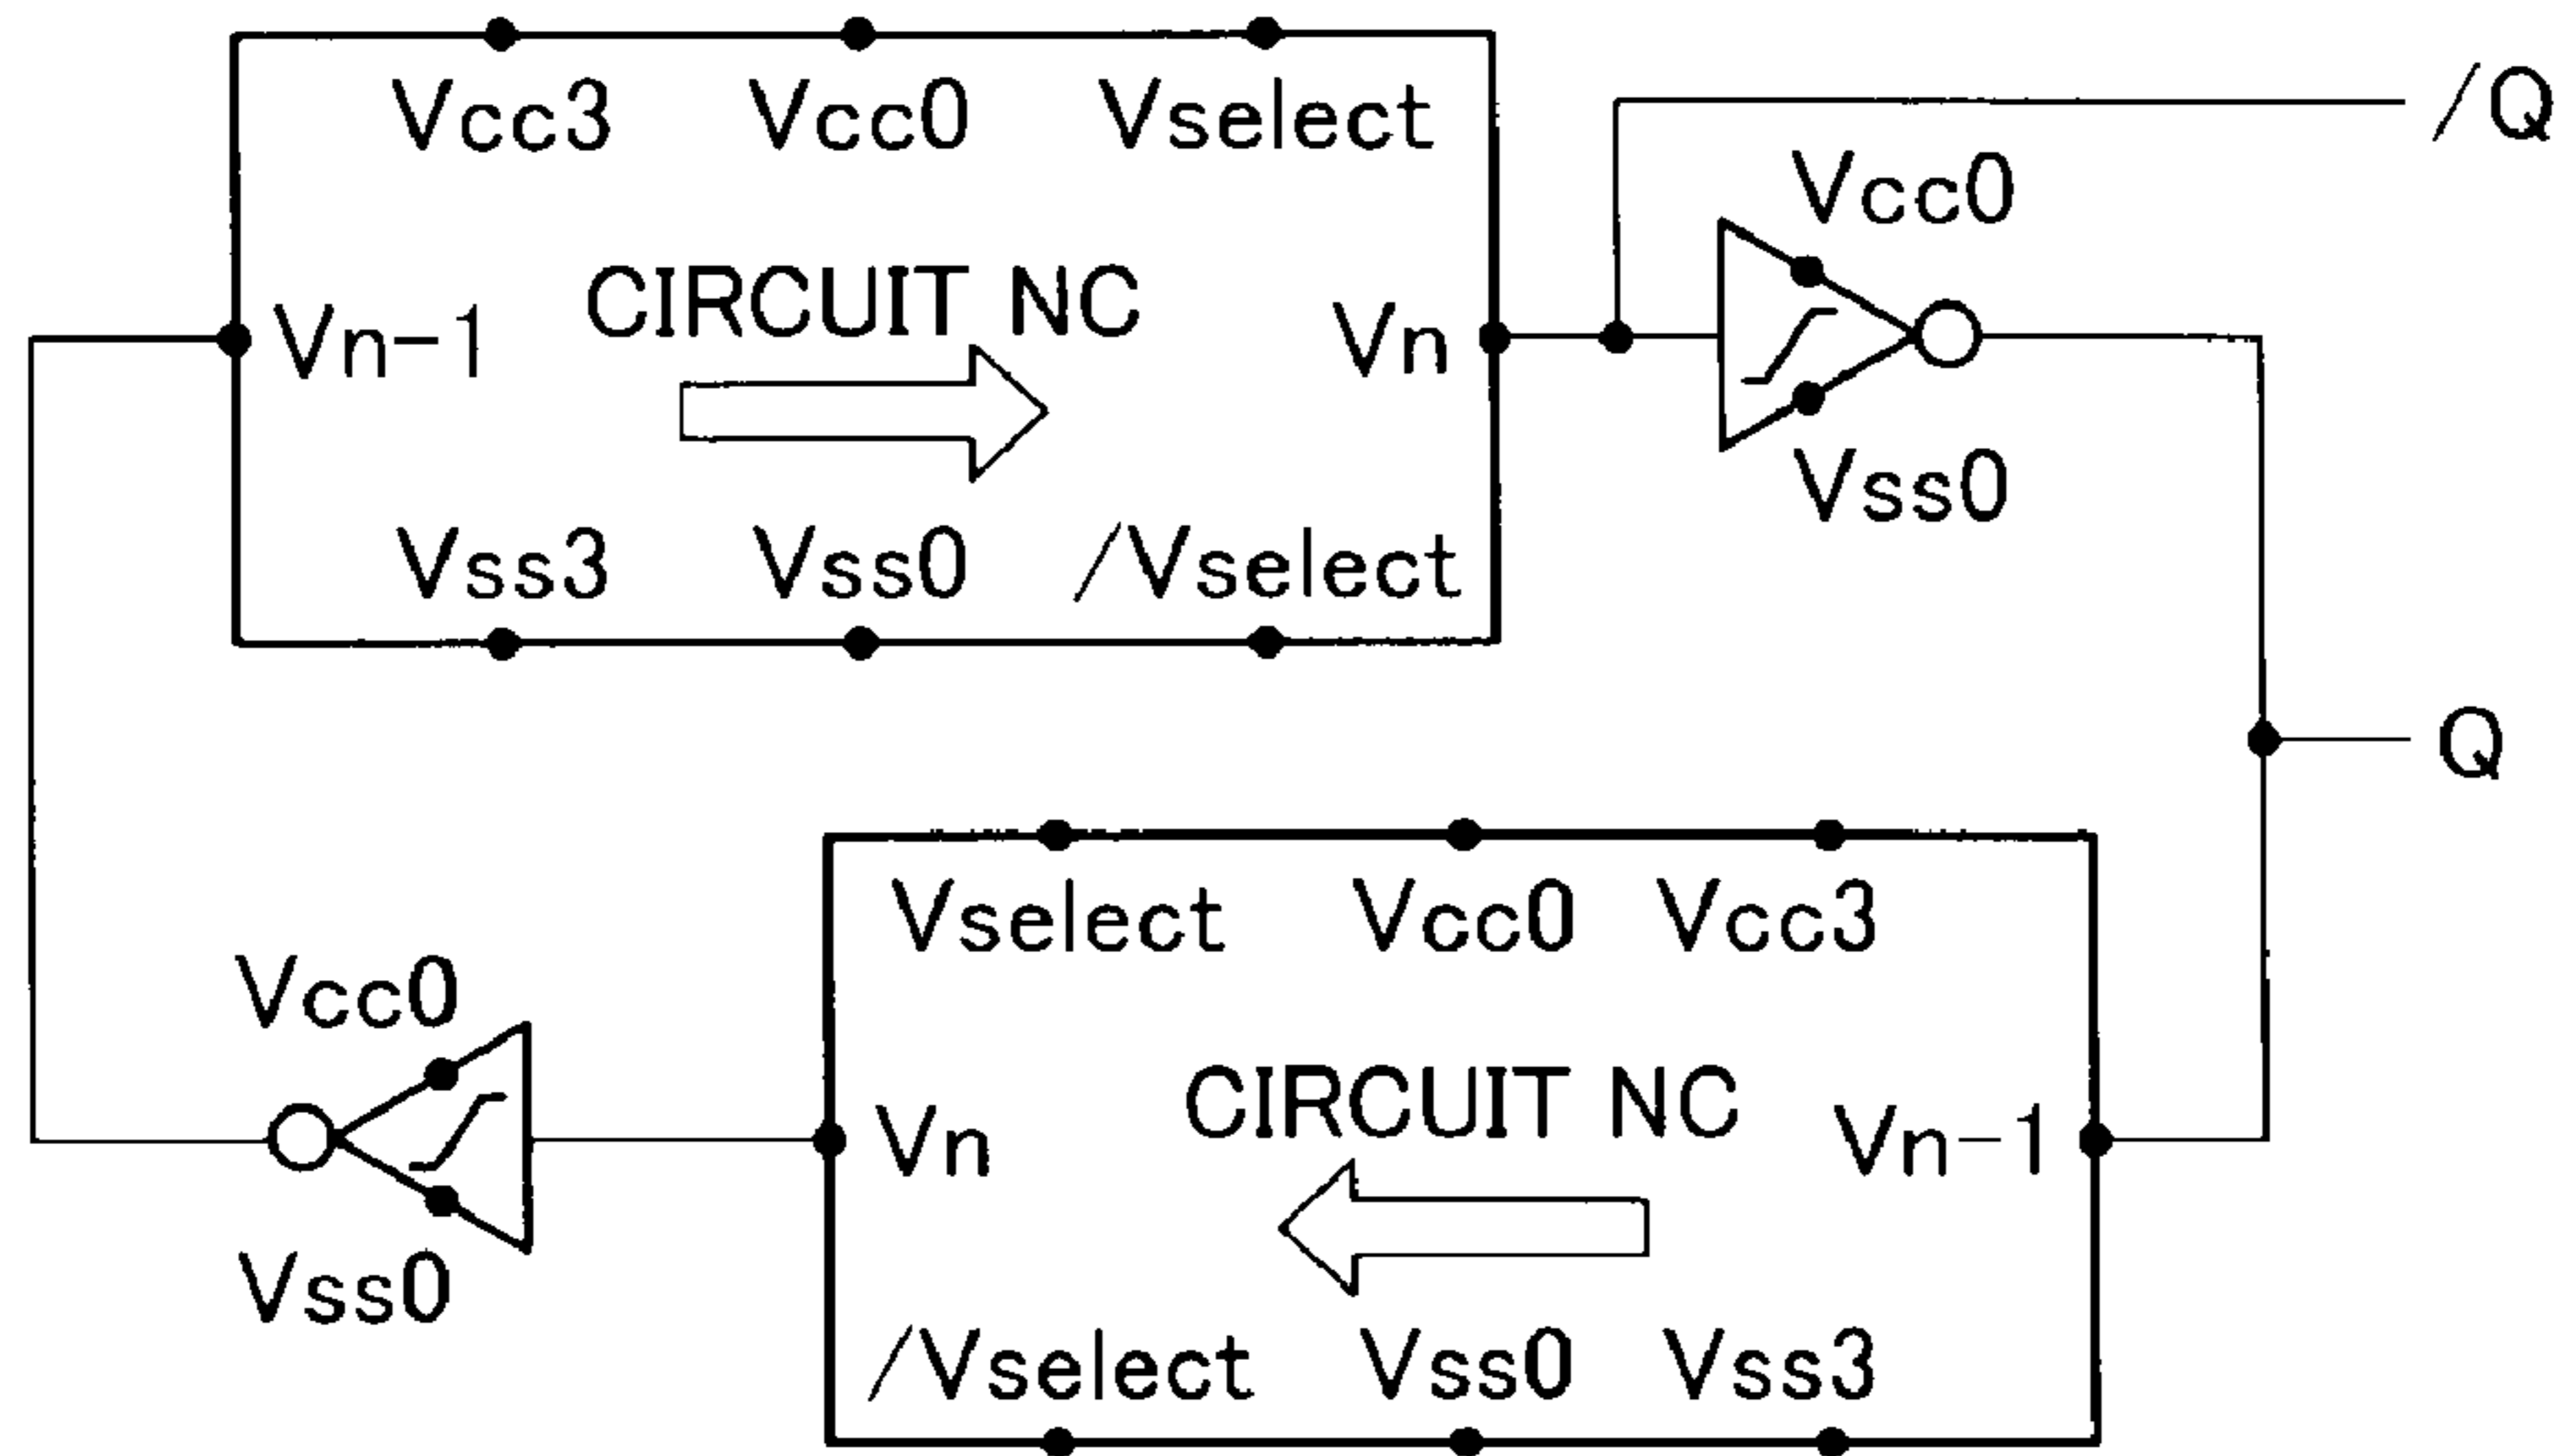 Vcc3 Vcc0 Vselect
/Q
Vcc0
Vn-1 CIRCUIT NC Vn
Vss0
Vss3 Vss0 /Vselect
Q
Vselect Vcc0 Vcc3
Vcc0
Vn CIRCUIT NC Vn-1
Vss0
/Vselect Vss0 Vss3